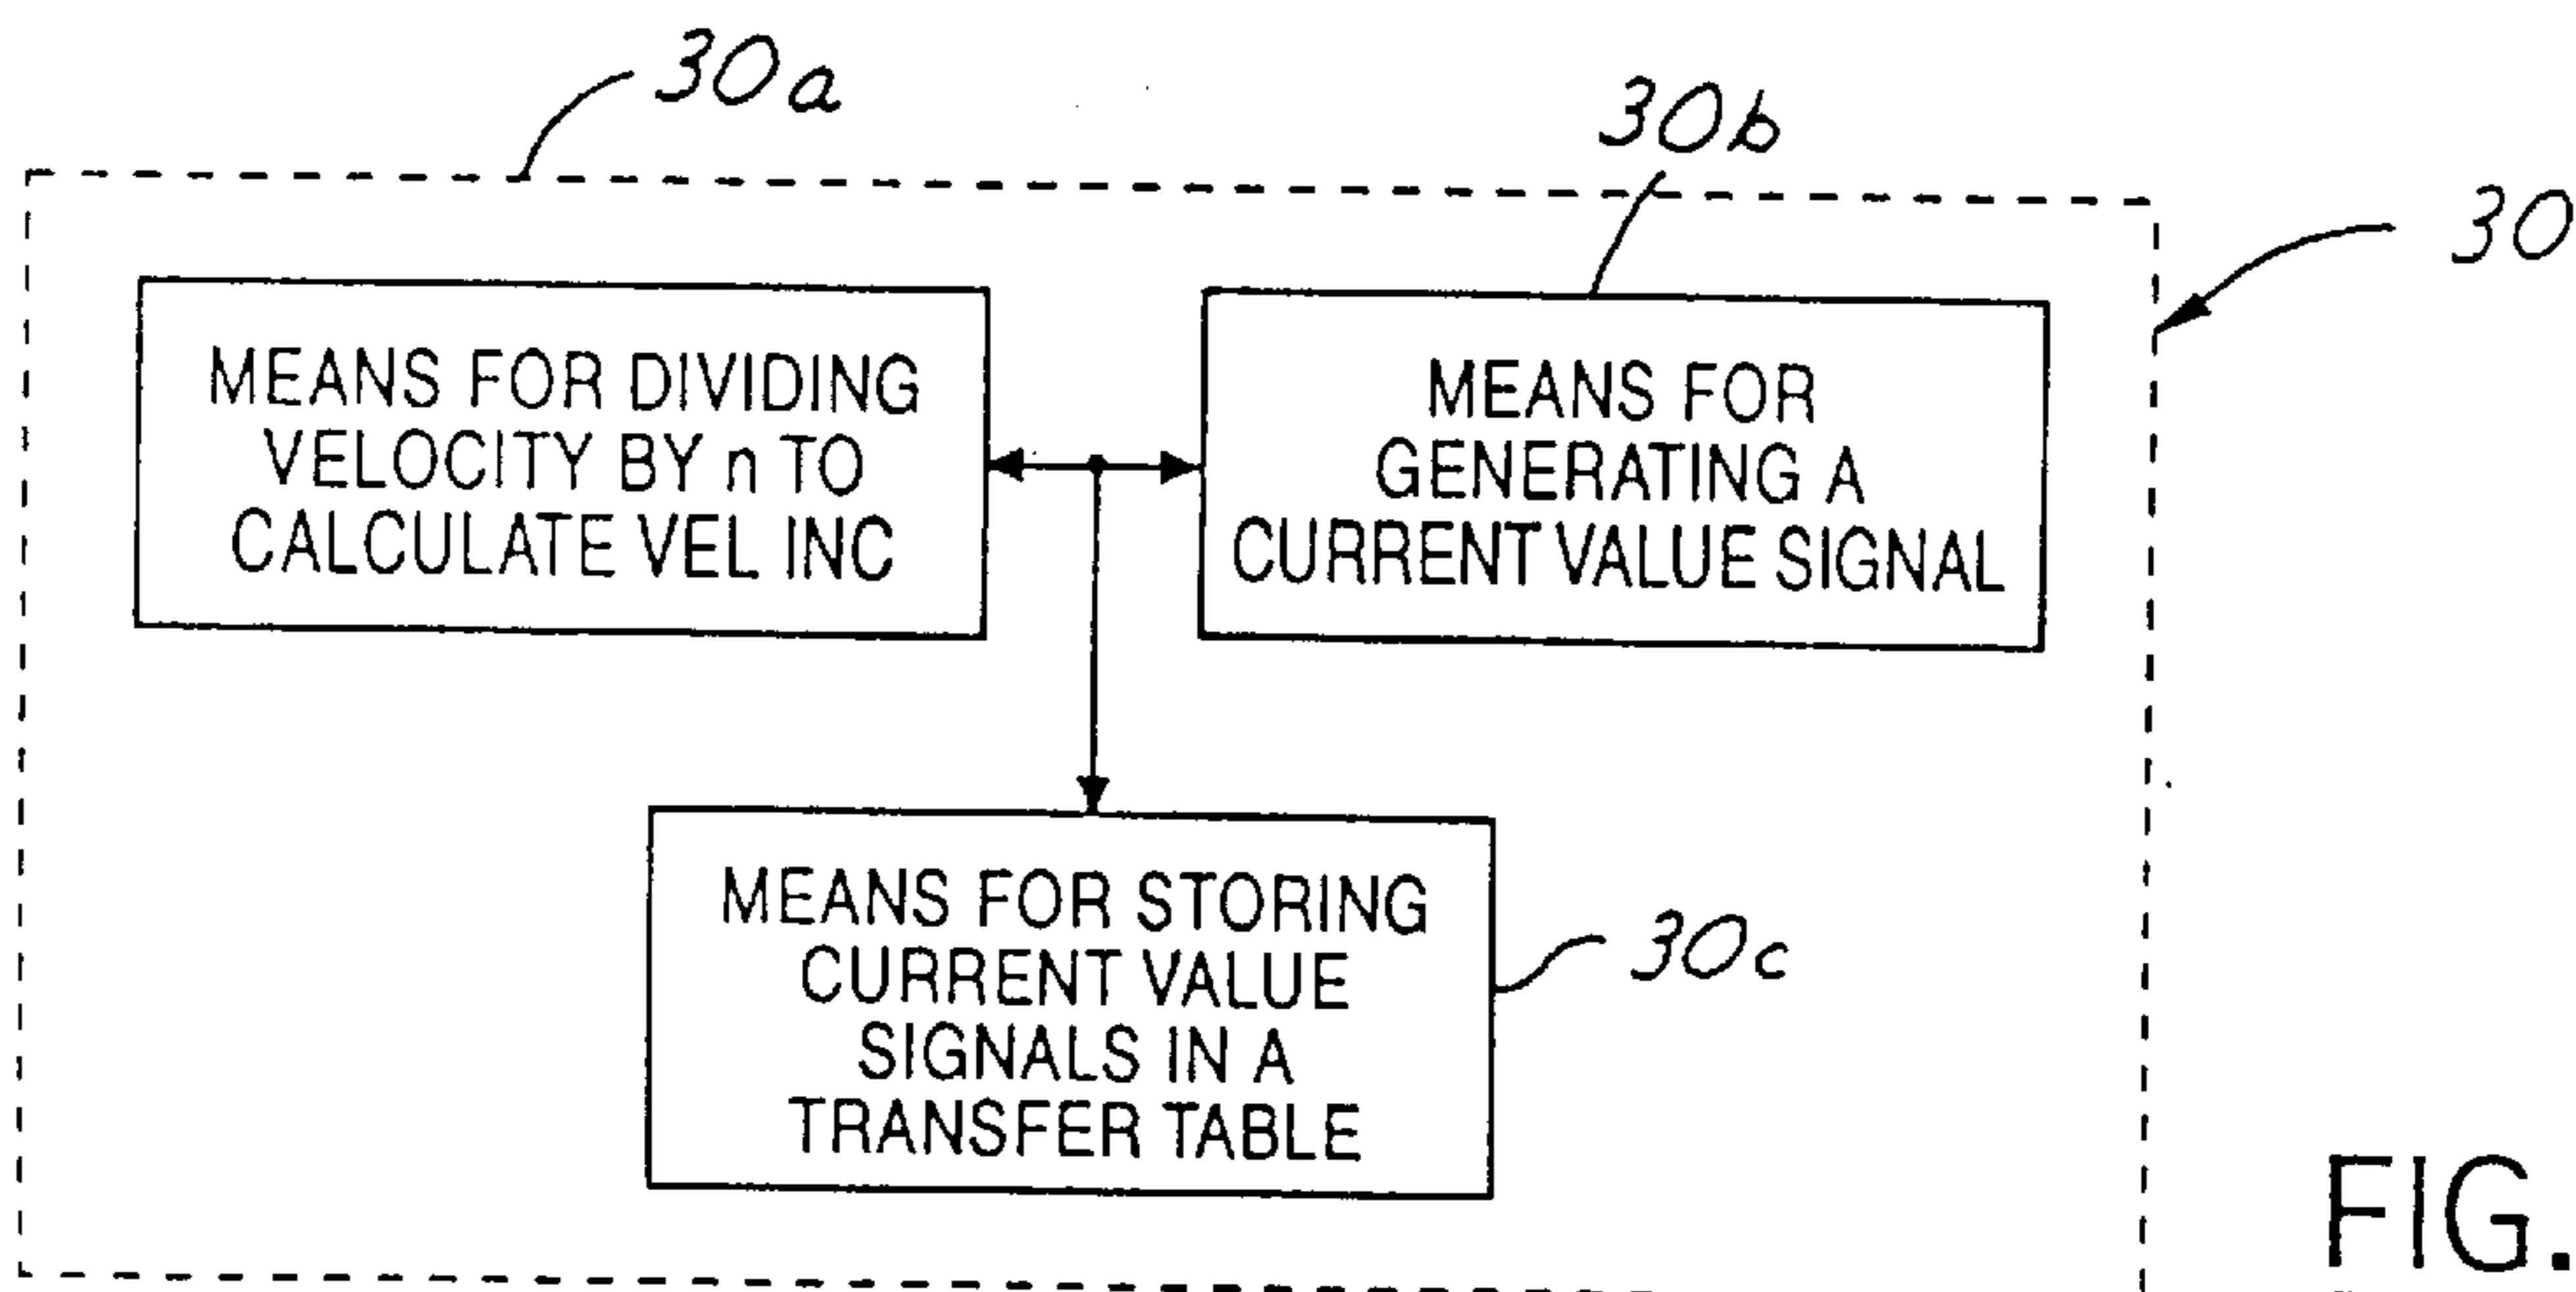 30a
30b
30
MEANS FOR DIVIDING
VELOCITY BY n TO
CALCULATE VEL INC
MEANS FOR
GENERATING A
CURRENT VALUE SIGNAL
MEANS FOR STORING
CURRENT VALUE
SIGNALS IN A
TRANSFER TABLE
30c
FIG.